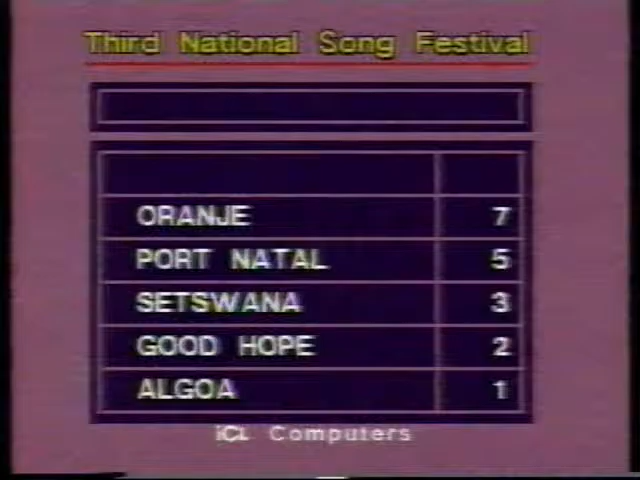 Third National Song Festival
ORANJE 7
PORT NATAL 5
SETSWANA 3
GOOD HOPE 2
ALGOA 1
ICL Computers